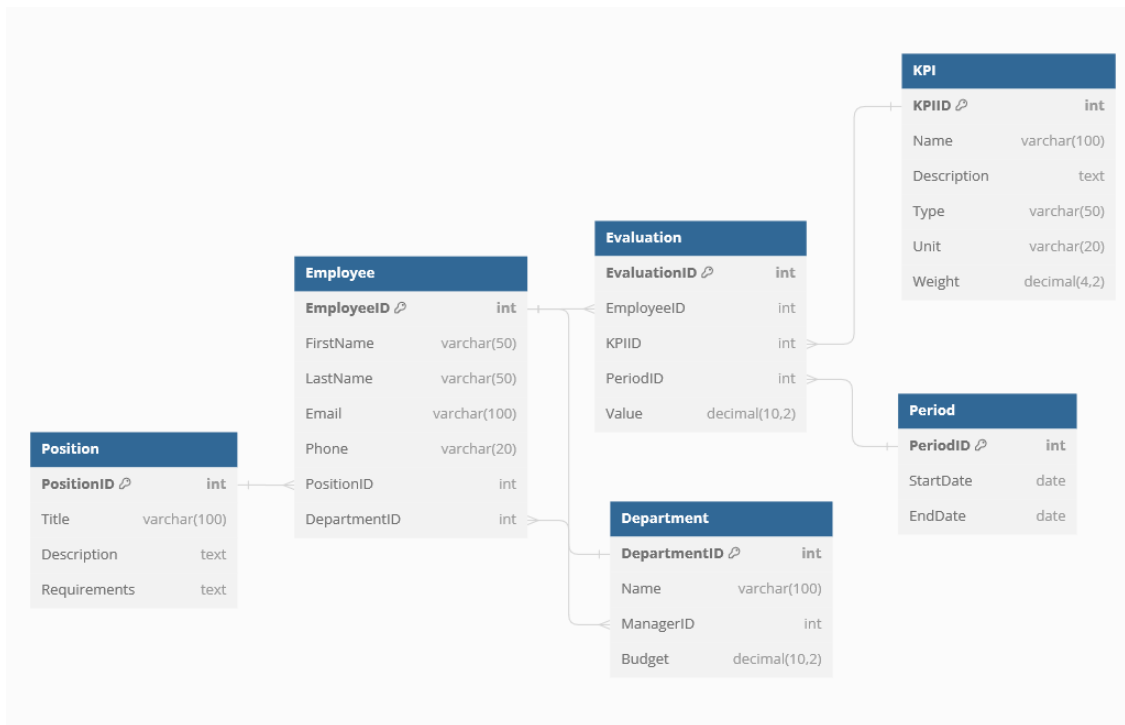 KPI
KPIID int
Name varchar(100)
Description text
Type varchar(50)
Unit varchar(20)
Weight decimal(4,2)
Evaluation
EvaluationID int
EmployeeID int
KPIID int
PeriodID int
Value decimal(10,2)
Employee
EmployeeID int
FirstName varchar(50)
LastName varchar(50)
Email varchar(100)
Phone varchar(20)
PositionID int
DepartmentID int
Period
PeriodID int
StartDate date
EndDate date
Position
PositionID int
Title varchar(100)
Description text
Requirements text
Department
DepartmentID int
Name varchar(100)
ManagerID int
Budget decimal(10,2)